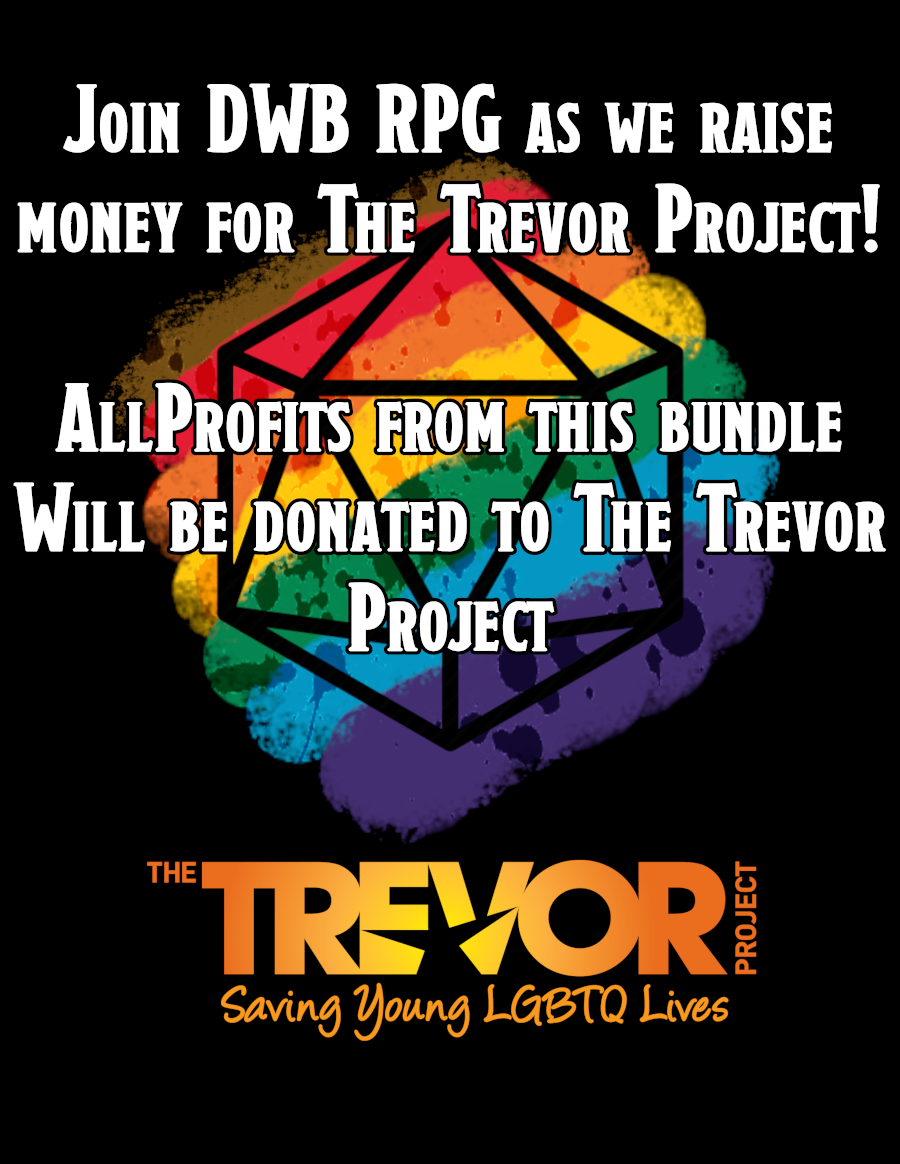 Join DWB RPG as we raise
money for The Trevor Project!
AllProfits from this bundle
Will be donated to The Trevor
Project
THE TREVOR PROJECT
Saving Young LGBTQ Lives